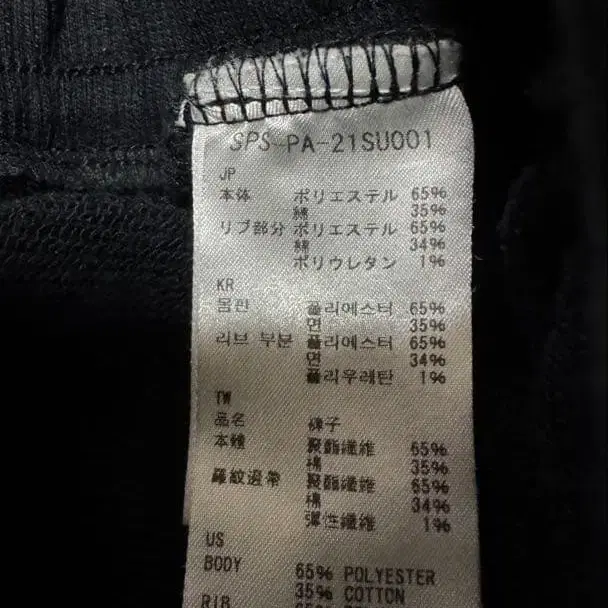 SPS-PA-21SU001
JP
本体 ポリエステル 65%
綿 35%
リブ部分 ポリエステル 65%
綿 34%
ポリウレタン 1%
KR
몸판 폴리에스터 65%
면 35%
리브 부분 폴리에스터 65%
면 34%
폴리우레탄 1%
TW
品名 褲子
本體 聚酯纖維 65%
棉 35%
羅紋邊帶 聚酯纖維 65%
棉 34%
彈性纖維 1%
US
BODY 65% POLYESTER
35% COTTON
RIB